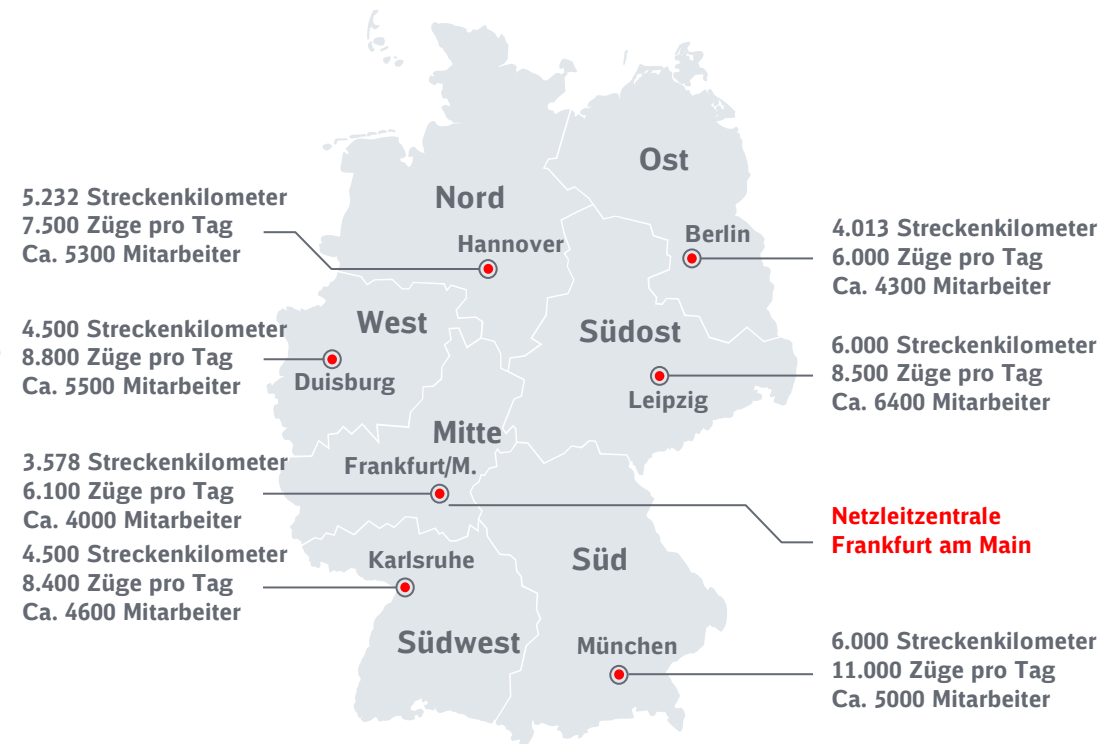 Ost
Nord
5.232 Streckenkilometer
7.500 Züge pro Tag
Ca. 5300 Mitarbeiter
Hannover
Berlin
4.013 Streckenkilometer
6.000 Züge pro Tag
Ca. 4300 Mitarbeiter
4.500 Streckenkilometer
8.800 Züge pro Tag
Ca. 5500 Mitarbeiter
West
Duisburg
Südost
Leipzig
6.000 Streckenkilometer
8.500 Züge pro Tag
Ca. 6400 Mitarbeiter
Mitte
Frankfurt/M.
3.578 Streckenkilometer
6.100 Züge pro Tag
Ca. 4000 Mitarbeiter
Netzleitzentrale
Frankfurt am Main
4.500 Streckenkilometer
8.400 Züge pro Tag
Ca. 4600 Mitarbeiter
Karlsruhe
Südwest
Süd
München
6.000 Streckenkilometer
11.000 Züge pro Tag
Ca. 5000 Mitarbeiter